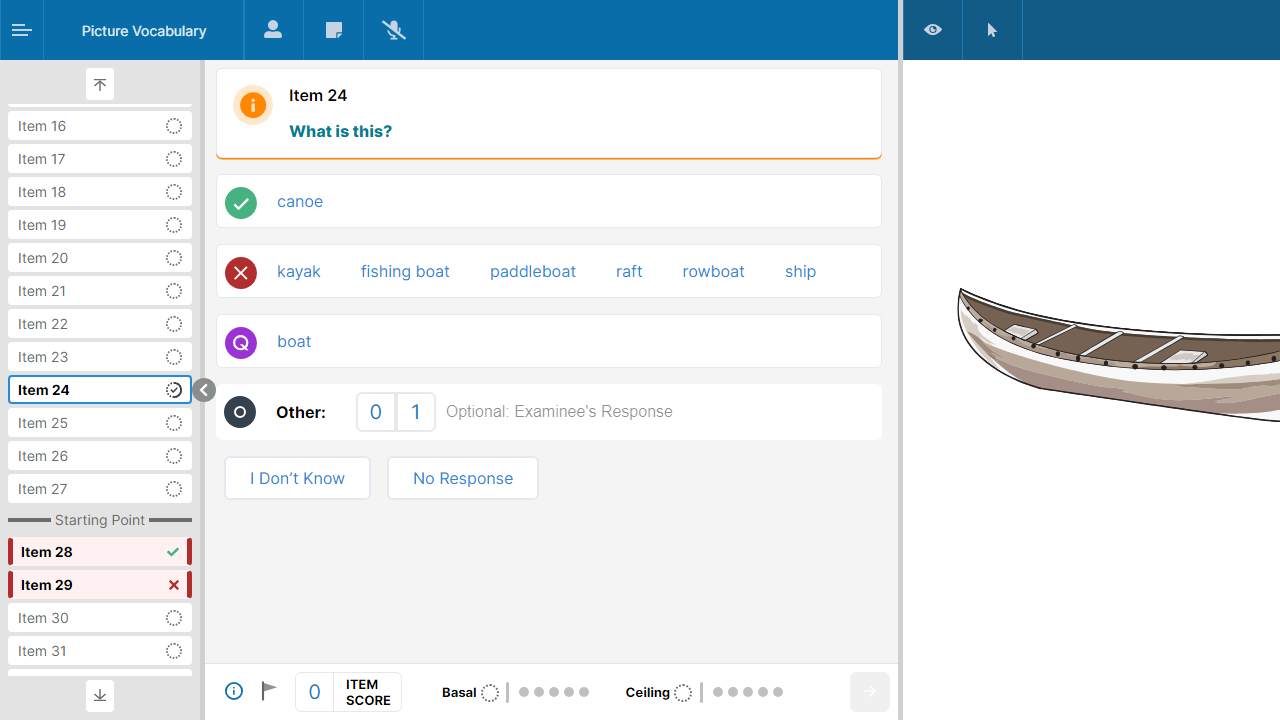 Picture Vocabulary
Item 16
Item 17
Item 18
Item 19
Item 20
Item 21
Item 22
Item 23
Item 24
Item 25
Item 26
Item 27
Starting Point
Item 28
Item 29
Item 30
Item 31
Item 24
What is this?
canoe
kayak fishing boat paddleboat raft rowboat ship
Q boat
O Other: 0 1 Optional: Examinee's Response
I Don’t Know No Response
0 ITEM SCORE Basal Ceiling